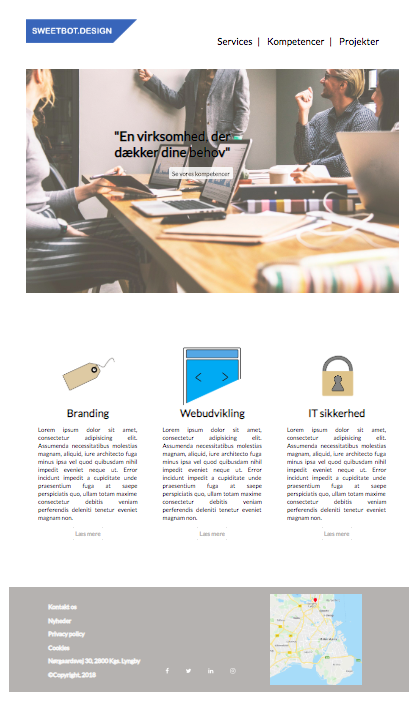 SWEETBOT.DESIGN
Services | Kompetencer | Projekter
"En virksomhed, der
dækker dine behov"
Se vores kompetencer
Branding
Lorem ipsum dolor sit amet,
consectetur adipisicing elit.
Assumenda necessitatibus molestias
magnam, aliquid, iure architecto fuga
minus ipsa vel quod quibusdam nihil
impedit eveniet neque ut. Error
incidunt impedit a cupiditate unde
praesentium fuga at saepe
perspiciatis quo, ullam totam maxime
consectetur debitis veniam
perferendis deleniti tenetur eveniet
magnam non.
Læs mere
Webudvikling
Lorem ipsum dolor sit amet,
consectetur adipisicing elit.
Assumenda necessitatibus molestias
magnam, aliquid, iure architecto fuga
minus ipsa vel quod quibusdam nihil
impedit eveniet neque ut. Error
incidunt impedit a cupiditate unde
praesentium fuga at saepe
perspiciatis quo, ullam totam maxime
consectetur debitis veniam
perferendis deleniti tenetur eveniet
magnam non.
Læs mere
IT sikkerhed
Lorem ipsum dolor sit amet,
consectetur adipisicing elit.
Assumenda necessitatibus molestias
magnam, aliquid, iure architecto fuga
minus ipsa vel quod quibusdam nihil
impedit eveniet neque ut. Error
incidunt impedit a cupiditate unde
praesentium fuga at saepe
perspiciatis quo, ullam totam maxime
consectetur debitis veniam
perferendis deleniti tenetur eveniet
magnam non.
Læs mere
Kontakt os
Nyheder
Privacy policy
Cookies
Nørgaardsvej 30, 2800 Kgs. Lyngby
©Copyright, 2018